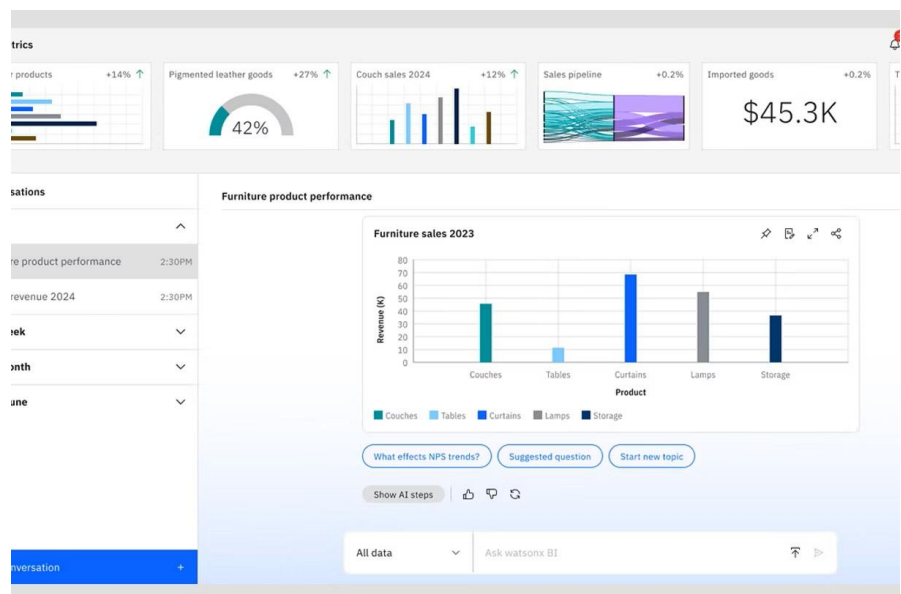 trics
r products +14%
Pigmented leather goods +27%
42%
Couch sales 2024 +12%
Sales pipeline +0.2%
Imported goods +0.2%
$45.3K
T
sations
re product performance 2:30PM
revenue 2024 2:30PM
eek
onth
une
nversation +
Furniture product performance
Furniture sales 2023
Revenue (K)
80
70
60
50
40
30
20
10
0
Couches Tables Curtains Lamps Storage
Product
Couches Tables Curtains Lamps Storage
What effects NPS trends? Suggested question Start new topic
Show AI steps
All data Ask watsonx BI